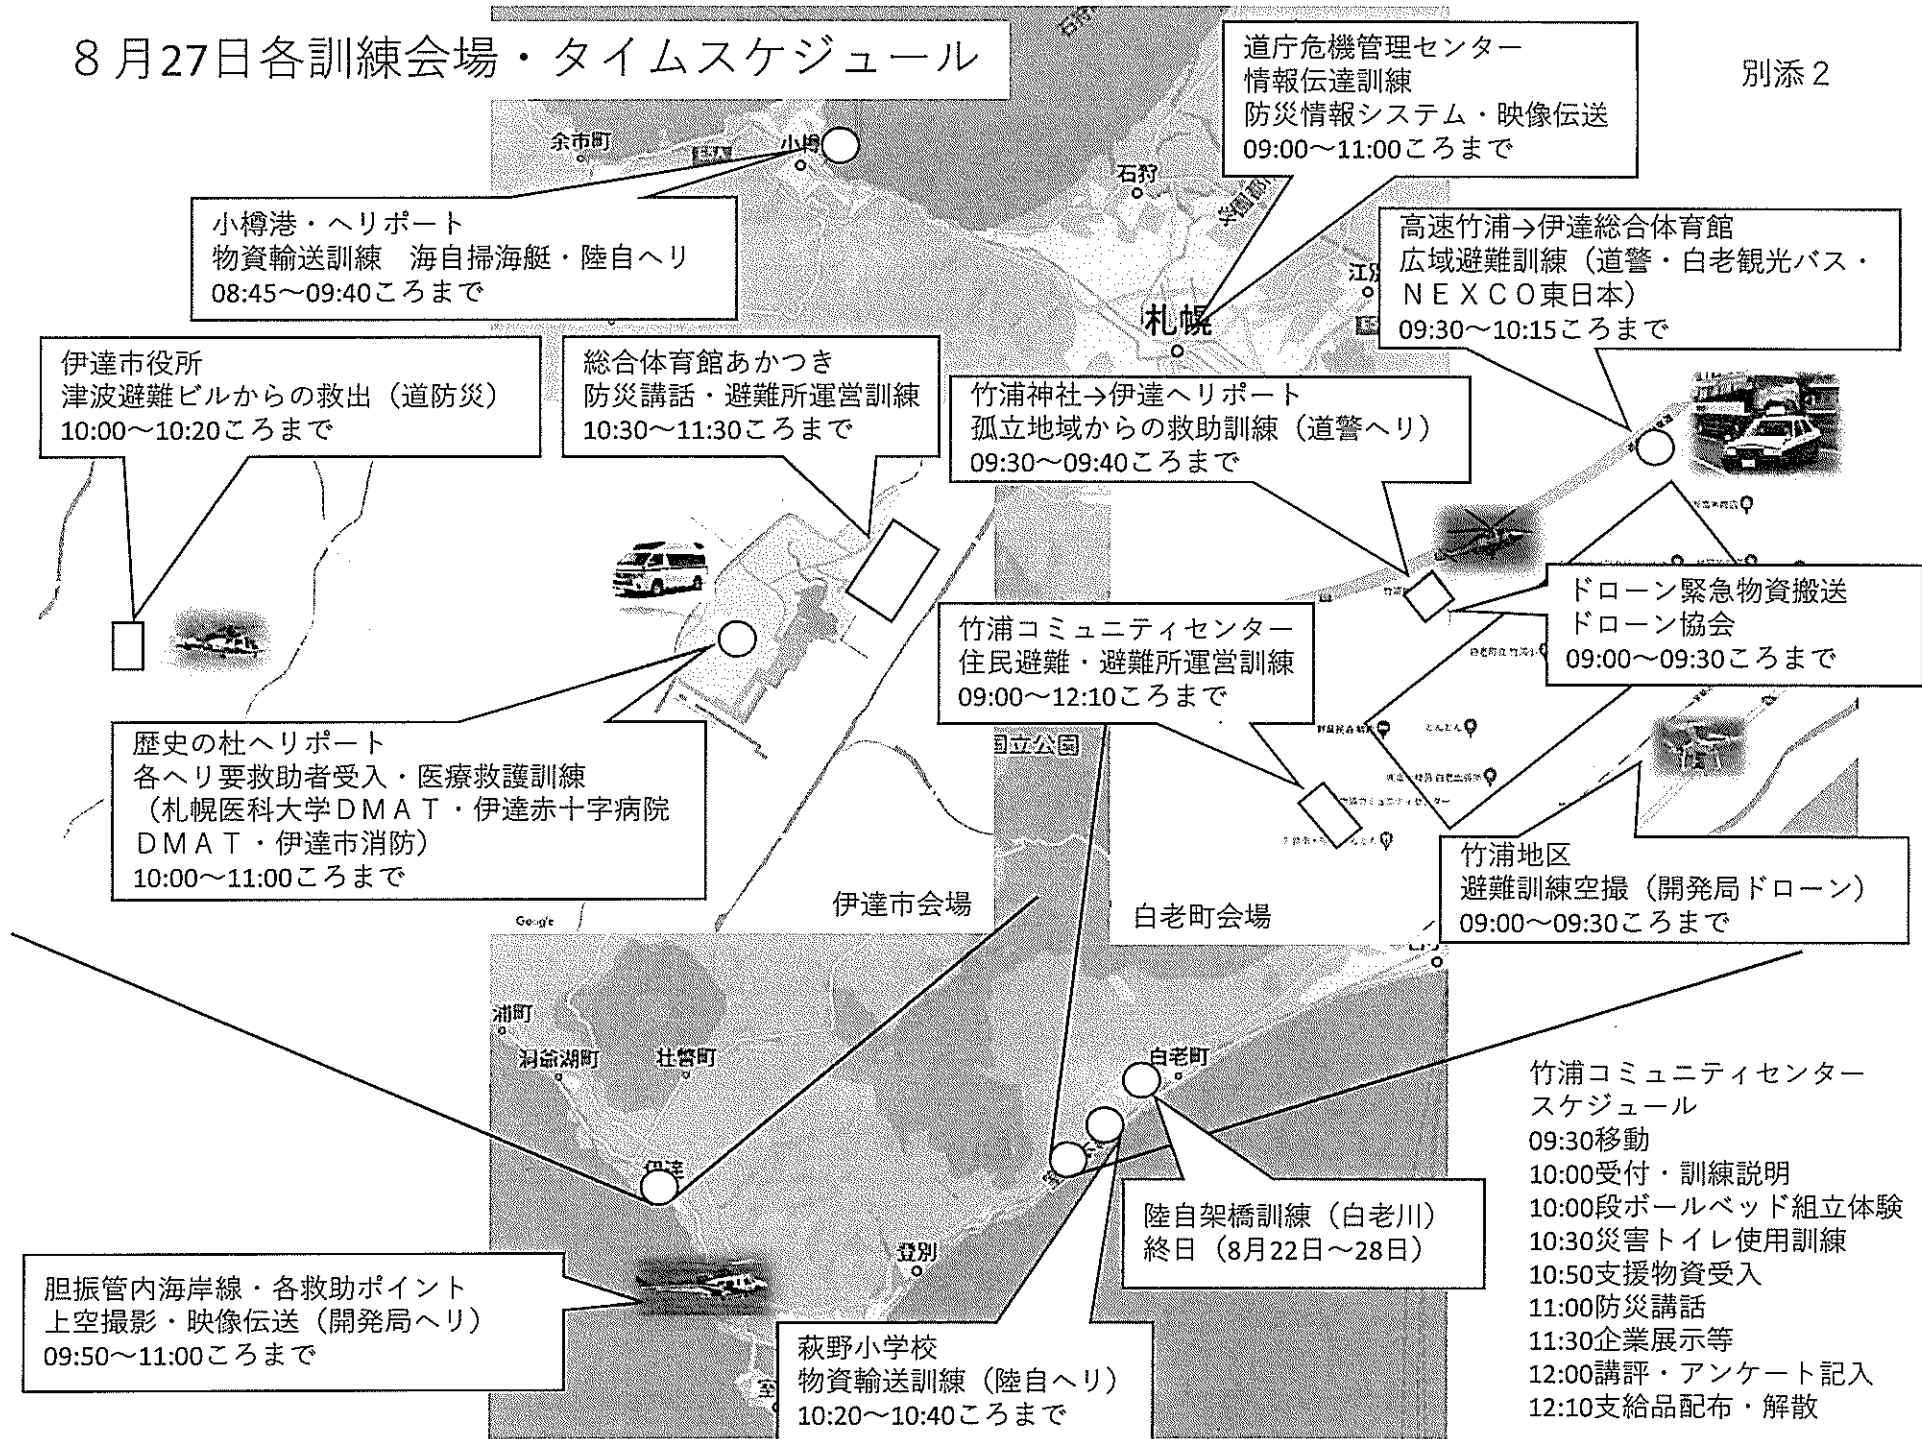 8月27日各訓練会場・タイムスケジュール
別添2
道庁危機管理センター
情報伝達訓練
防災情報システム・映像伝送
09:00～11:00ころまで
余市町
小樽
石狩
小樽港・ヘリポート
物資輸送訓練　海自掃海艇・陸自ヘリ
08:45～09:40ころまで
高速竹浦→伊達総合体育館
広域避難訓練（道警・白老観光バス・
ＮＥＸＣＯ東日本）
09:30～10:15ころまで
札幌
伊達市役所
津波避難ビルからの救出（道防災）
10:00～10:20ころまで
総合体育館あかつき
防災講話・避難所運営訓練
10:30～11:30ころまで
竹浦神社→伊達ヘリポート
孤立地域からの救助訓練（道警ヘリ）
09:30～09:40ころまで
ドローン緊急物資搬送
ドローン協会
09:00～09:30ころまで
竹浦コミュニティセンター
住民避難・避難所運営訓練
09:00～12:10ころまで
歴史の杜ヘリポート
各ヘリ要救助者受入・医療救護訓練
（札幌医科大学ＤＭＡＴ・伊達赤十字病院
ＤＭＡＴ・伊達市消防）
10:00～11:00ころまで
国立公園
とんとん
竹浦コミュニティセンター
竹浦地区
避難訓練空撮（開発局ドローン）
09:00～09:30ころまで
Google
伊達市会場
白老町会場
浦町
洞爺湖町
壮瞥町
白老町
伊達
登別
陸自架橋訓練（白老川）
終日（8月22日～28日）
胆振管内海岸線・各救助ポイント
上空撮影・映像伝送（開発局ヘリ）
09:50～11:00ころまで
萩野小学校
物資輸送訓練（陸自ヘリ）
10:20～10:40ころまで
竹浦コミュニティセンター
スケジュール
09:30移動
10:00受付・訓練説明
10:00段ボールベッド組立体験
10:30災害トイレ使用訓練
10:50支援物資受入
11:00防災講話
11:30企業展示等
12:00講評・アンケート記入
12:10支給品配布・解散